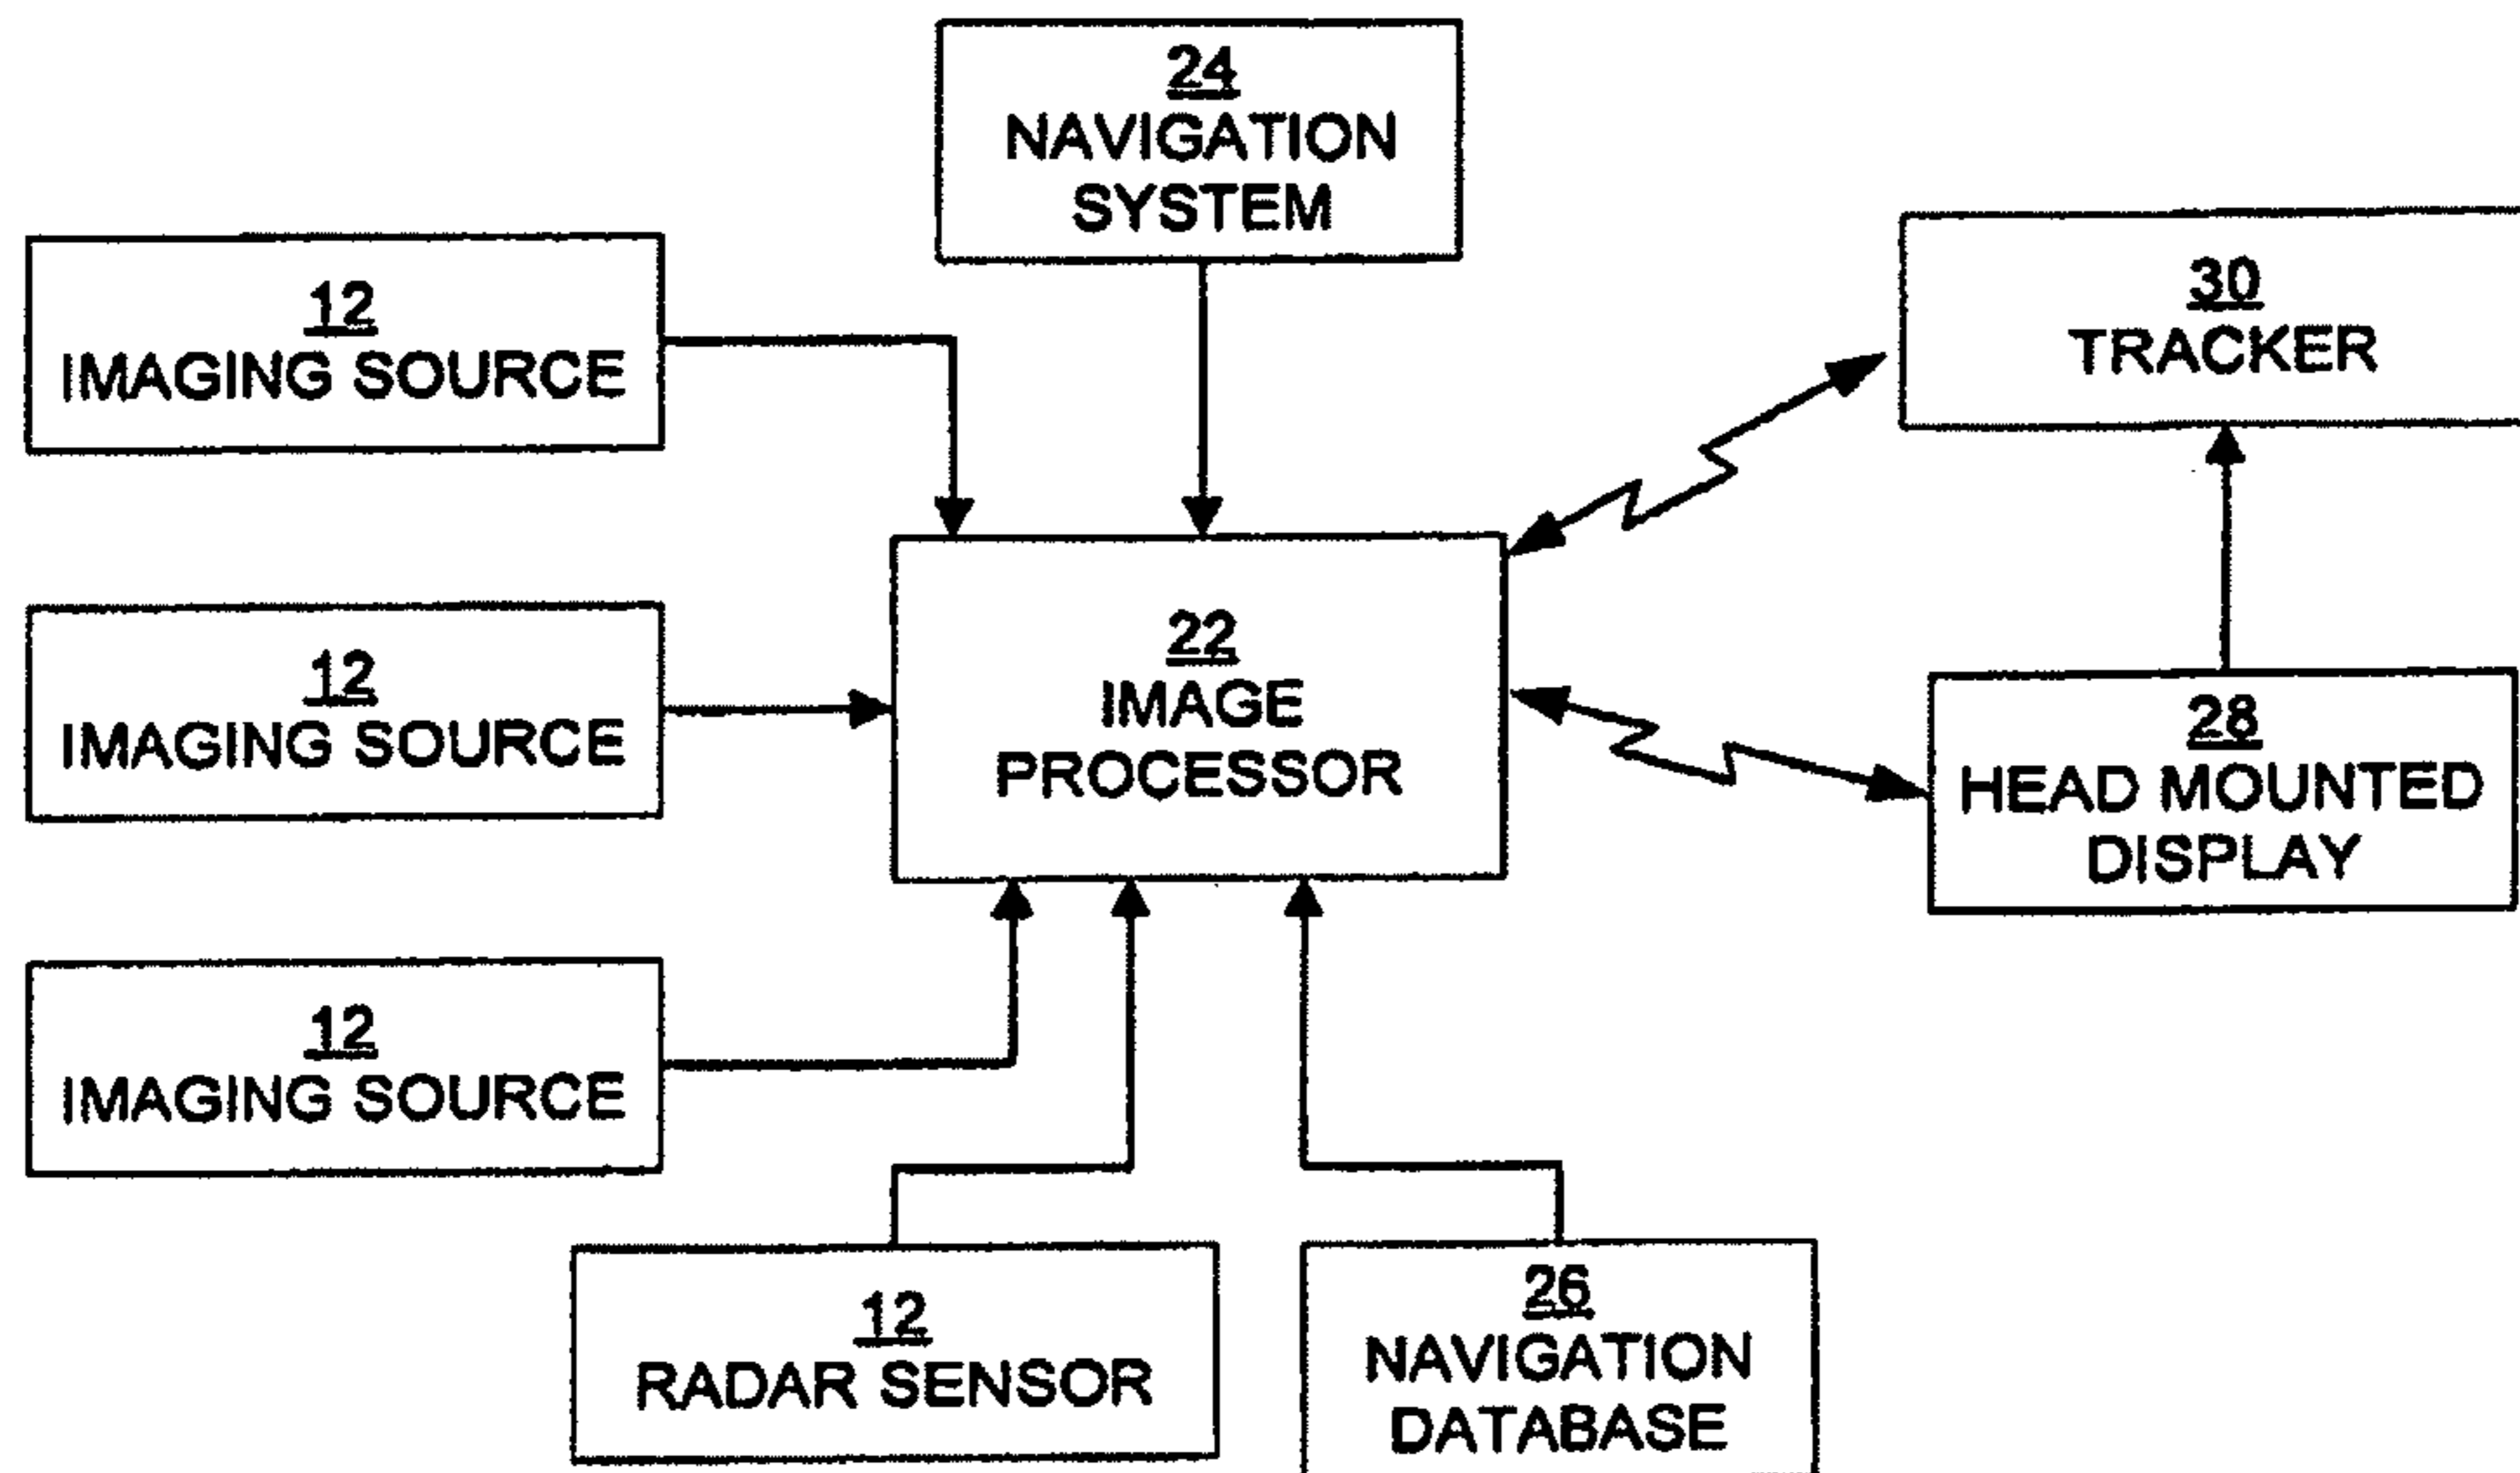 24
NAVIGATION
SYSTEM
12
IMAGING SOURCE
30
TRACKER
12
IMAGING SOURCE
22
IMAGE
PROCESSOR
28
HEAD MOUNTED
DISPLAY
12
IMAGING SOURCE
12
RADAR SENSOR
26
NAVIGATION
DATABASE